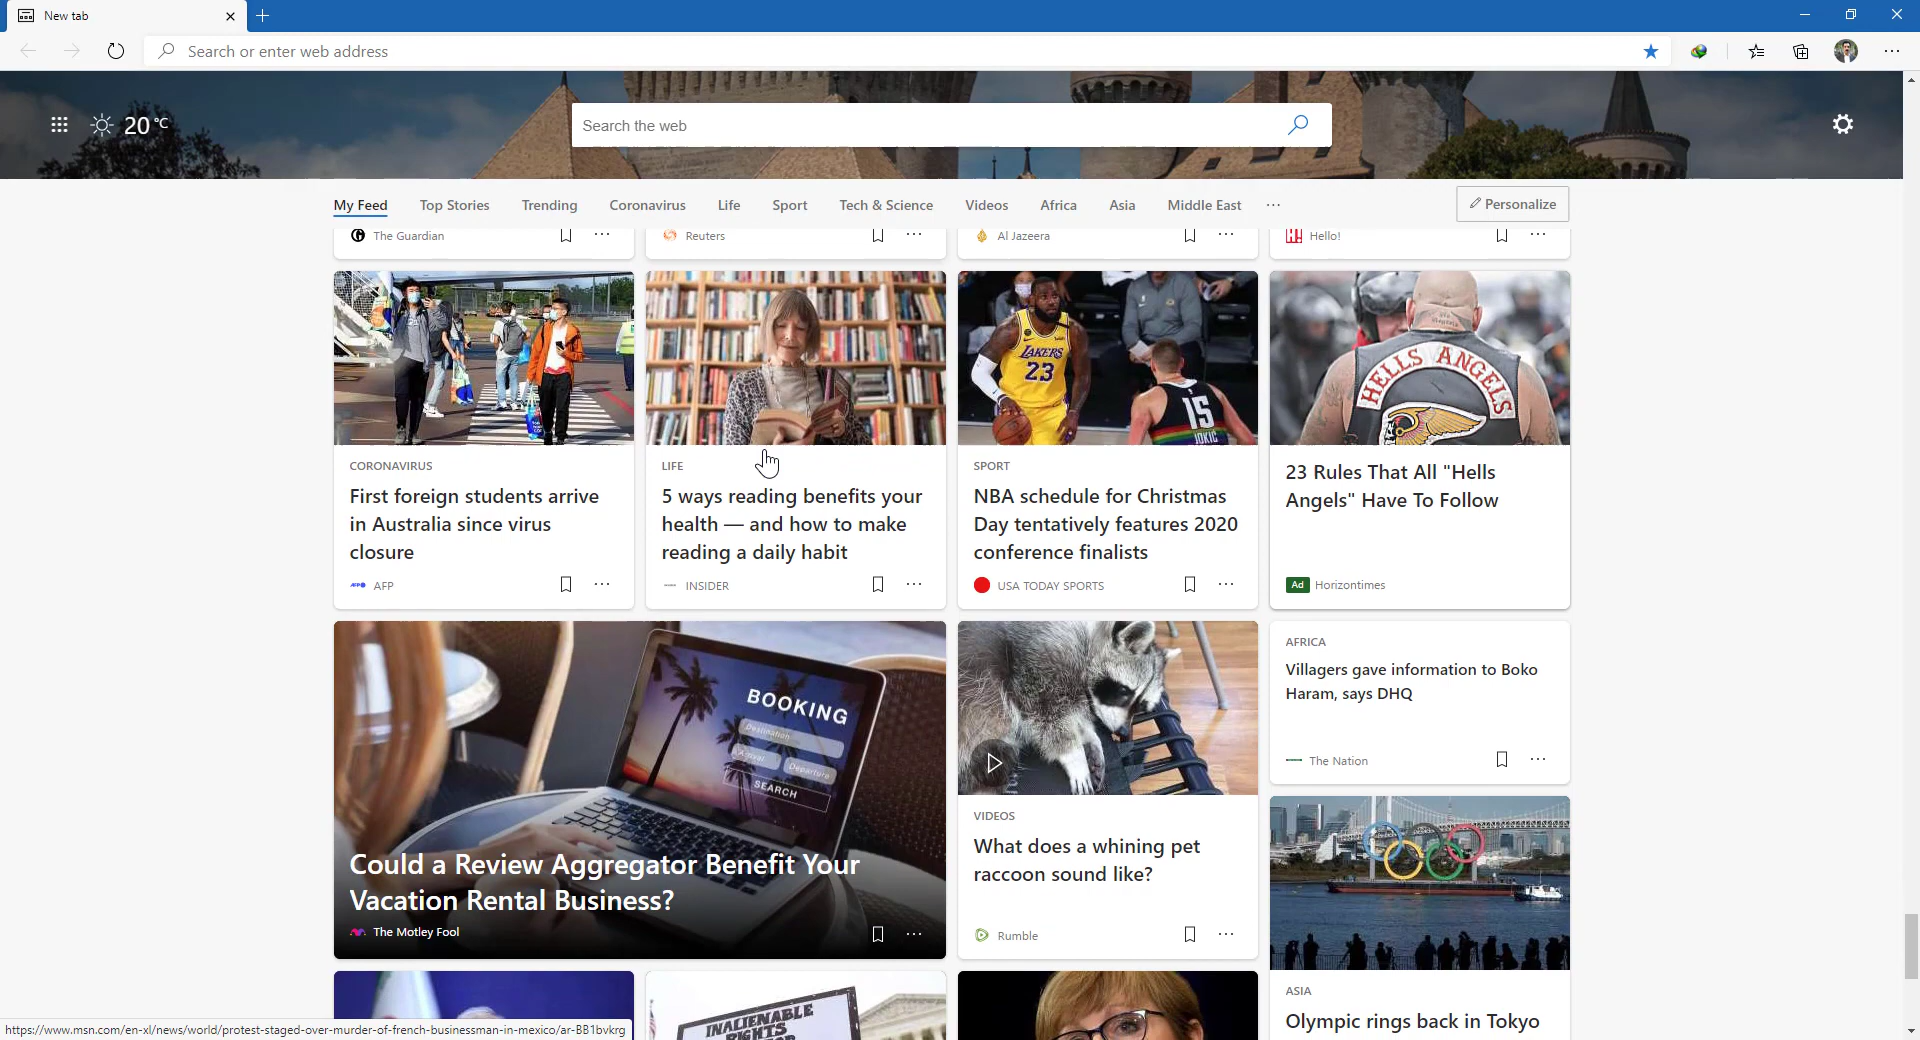 New tab
Search or enter web address
20 °C
Search the web
My Feed
Top Stories
Trending
Coronavirus
Life
Sport
Tech & Science
Videos
Africa
Asia
Middle East
Personalize
The Guardian
Reuters
Al Jazeera
Hello!
CORONAVIRUS
First foreign students arrive
in Australia since virus
closure
AFP
LIFE
5 ways reading benefits your
health — and how to make
reading a daily habit
INSIDER
LAKERS
23
15
JOKIC
SPORT
NBA schedule for Christmas
Day tentatively features 2020
conference finalists
USA TODAY SPORTS
HELLS ANGELS
23 Rules That All "Hells
Angels" Have To Follow
Ad
Horizontimes
BOOKING
Destination
Arrival
Departure
SEARCH
Could a Review Aggregator Benefit Your
Vacation Rental Business?
The Motley Fool
VIDEOS
What does a whining pet
raccoon sound like?
Rumble
AFRICA
Villagers gave information to Boko
Haram, says DHQ
The Nation
ASIA
Olympic rings back in Tokyo
INALIENABLE
RIGHTS
https://www.msn.com/en-xl/news/world/protest-staged-over-murder-of-french-businessman-in-mexico/ar-BB1bvkrg